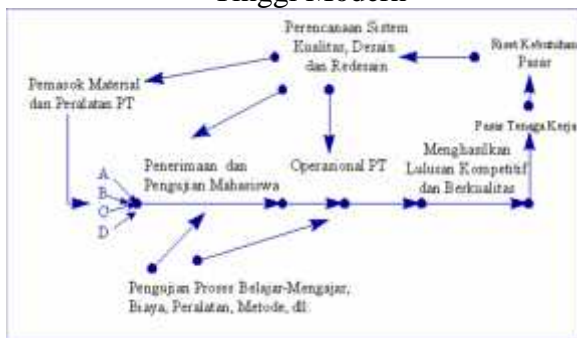 Tinggi Modern
Perencanaan Sistem
Kualitas, Desain
dan Redesain
Riset Kebutuhan
Pasar
Pemasok Material
dan Peralatan PT
Pasar Tenaga Kerja
A
B
C
D
Penerimaan dan
Pengujian Mahasiswa
Operasional PT
Menghasilkan
Lulusan Kompetitif
dan Berkualitas
Pengujian Proses Belajar-Mengajar,
Biaya, Peralatan, Metode, dll.